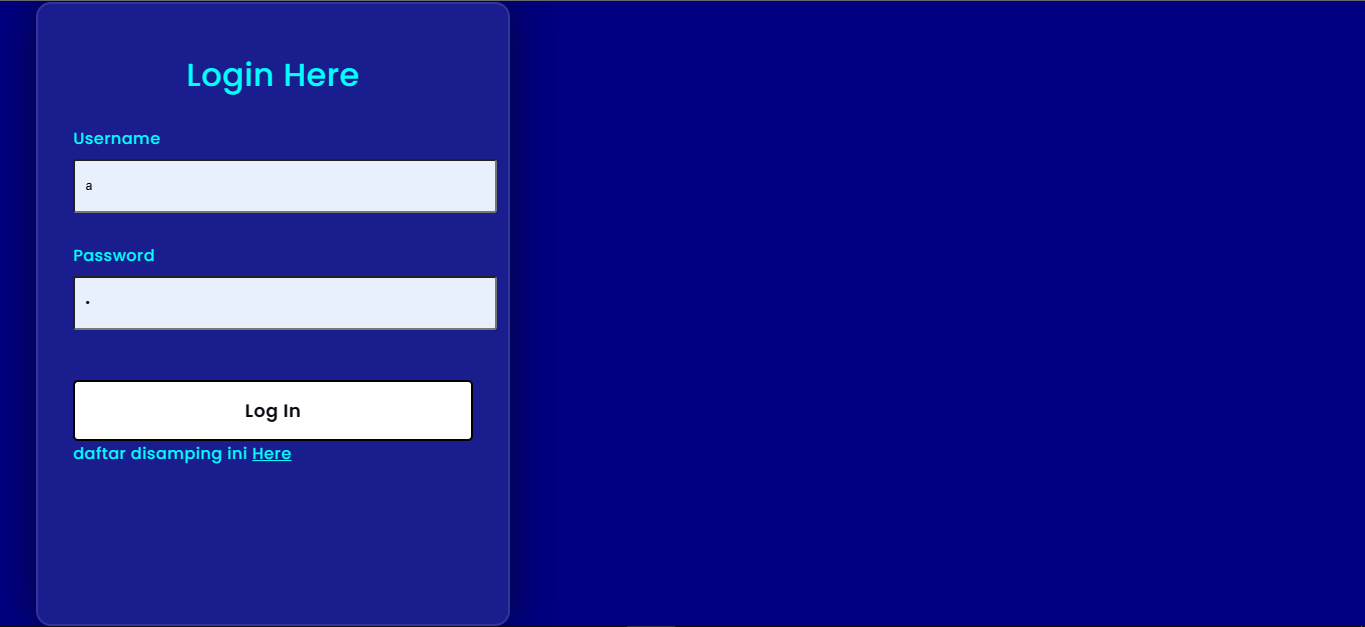 Login Here
Username
a
Password
•
Log In
daftar disamping ini Here